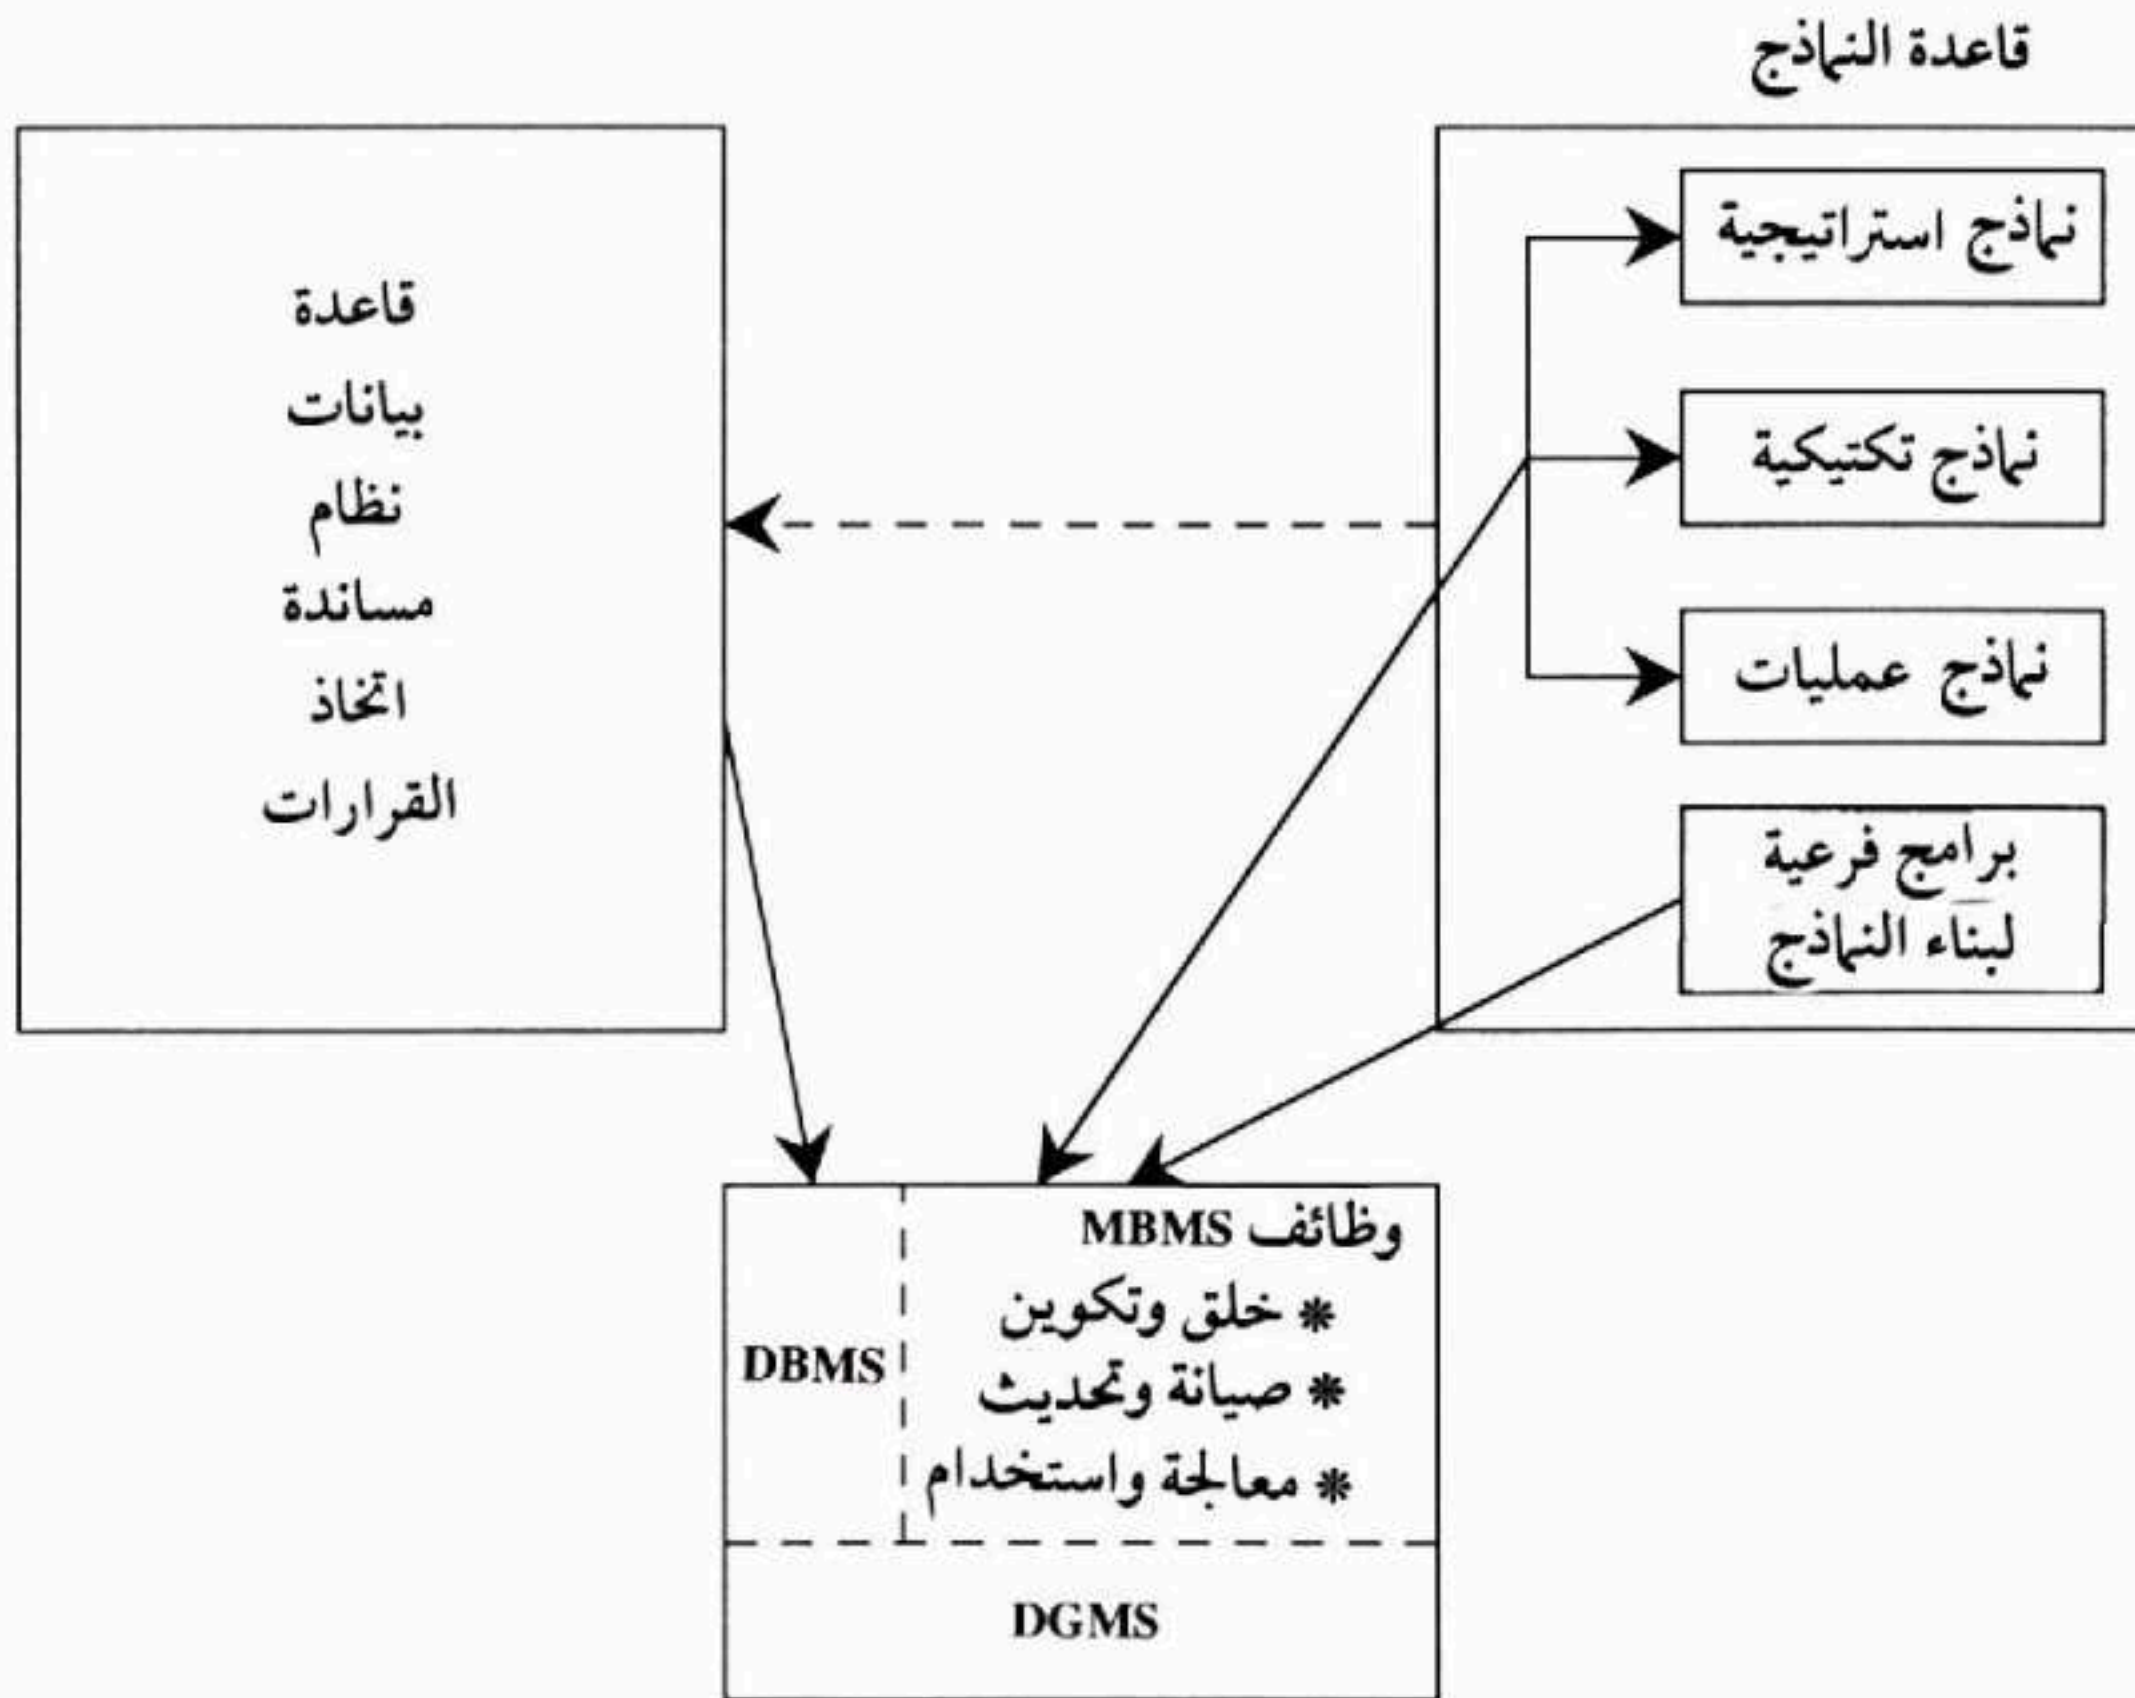 قاعدة النماذج
نماذج استراتيجية
نماذج تكتيكية
نماذج عمليات
برامج فرعية
لبناء النماذج
قاعدة
بيانات
نظام
مساندة
اتخاذ
القرارات
وظائف MBMS
* خلق وتكوين
* صيانة وتحديث
* معالجة واستخدام
DBMS
DGMS